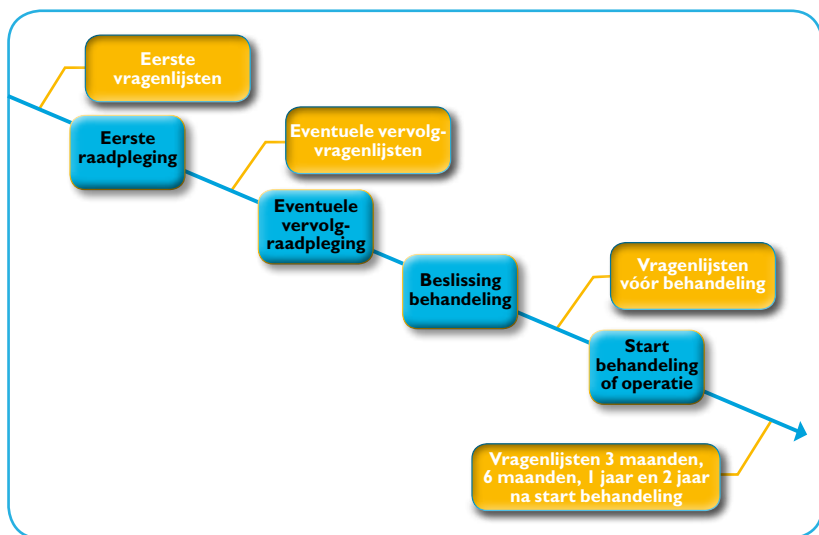 Eerste
vragenlijsten
Eerste
raadpleging
Eventuele vervolg-
vragenlijsten
Eventuele
vervolg-
raadpleging
Beslissing
behandeling
Vragenlijsten
vóór behandeling
Start
behandeling
of operatie
Vragenlijsten 3 maanden,
6 maanden, 1 jaar en 2 jaar
na start behandeling